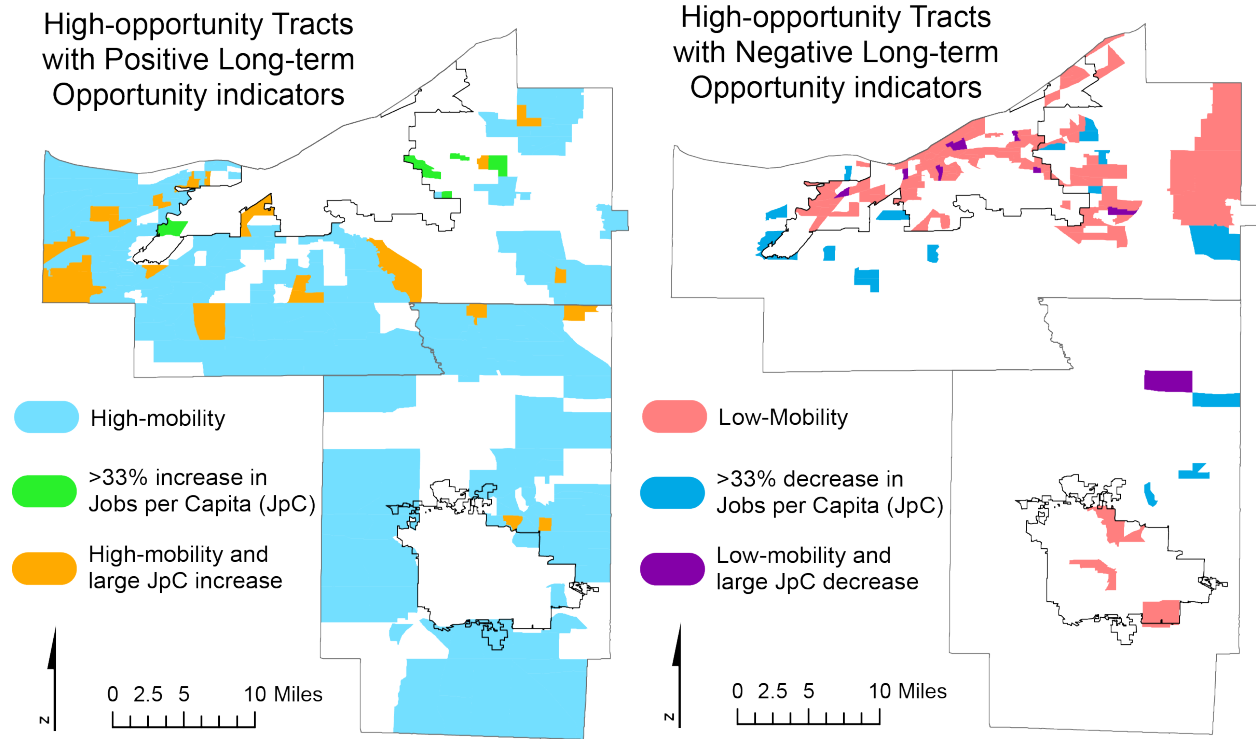 High-opportunity Tracts
with Positive Long-term
Opportunity indicators
High-mobility
>33% increase in
Jobs per Capita (JpC)
High-mobility and
large JpC increase
N
0 2.5 5 10 Miles
High-opportunity Tracts
with Negative Long-term
Opportunity indicators
Low-Mobility
>33% decrease in
Jobs per Capita (JpC)
Low-mobility and
large JpC decrease
N
0 2.5 5 10 Miles